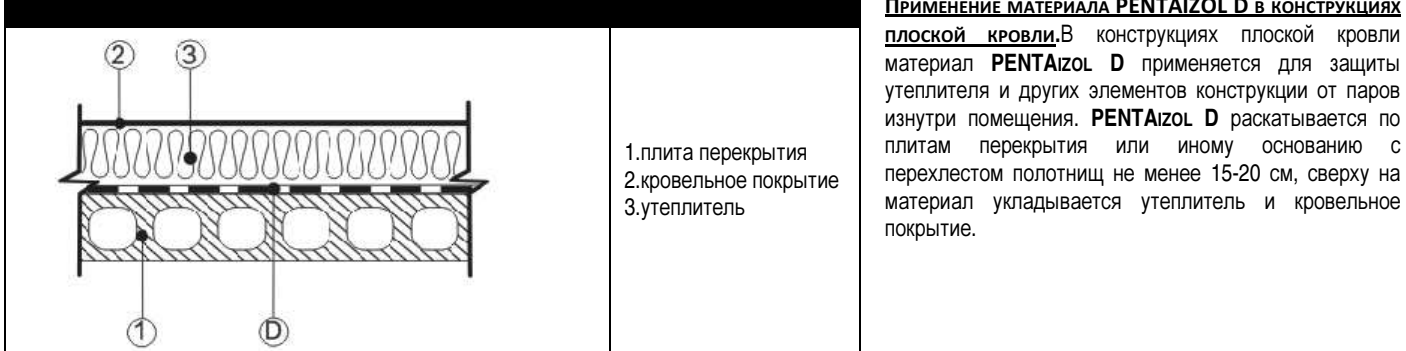 2
3
1
D
1.плита перекрытия
2.кровельное покрытие
3.утеплитель
ПРИМЕНЕНИЕ МАТЕРИАЛА PENTAIZOL D В КОНСТРУКЦИЯХ
ПЛОСКОЙ КРОВЛИ.В конструкциях плоской кровли
материал PENTAIZOL D применяется для защиты
утеплителя и других элементов конструкции от паров
изнутри помещения. PENTAIZOL D раскатывается по
плитам перекрытия или иному основанию с
перехлестом полотнищ не менее 15-20 см, сверху на
материал укладывается утеплитель и кровельное
покрытие.